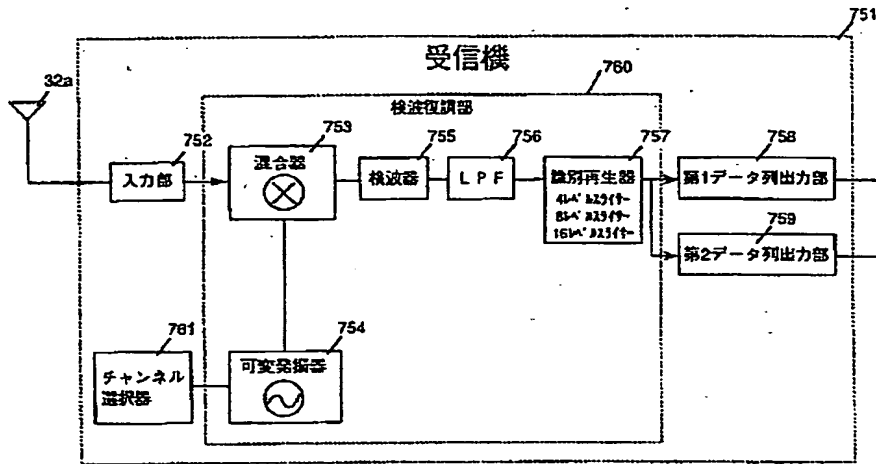 751
受信機
760
32a
検波復調部
752
入力部
753
混合器
755
検波器
756
LPF
757
識別再生器
4レベルスライサー
8レベルスライサー
16レベルスライサー
758
第1データ列出力部
759
第2データ列出力部
761
チャンネル
選択器
754
可変発振器